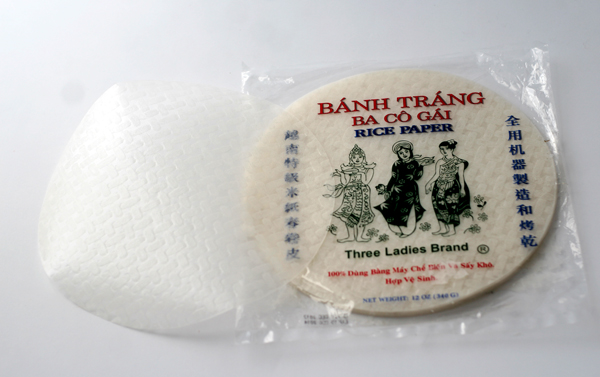 BÁNH TRÁNG
BA CÔ GÁI
RICE PAPER
越南特級米紙春卷皮
全用机器製造和烤乾
Three Ladies Brand ®
100% Dùng Bằng Máy Chế Biến Và Sấy Khô
Hợp Vệ Sinh
NET WEIGHT: 12 OZ (340 G)